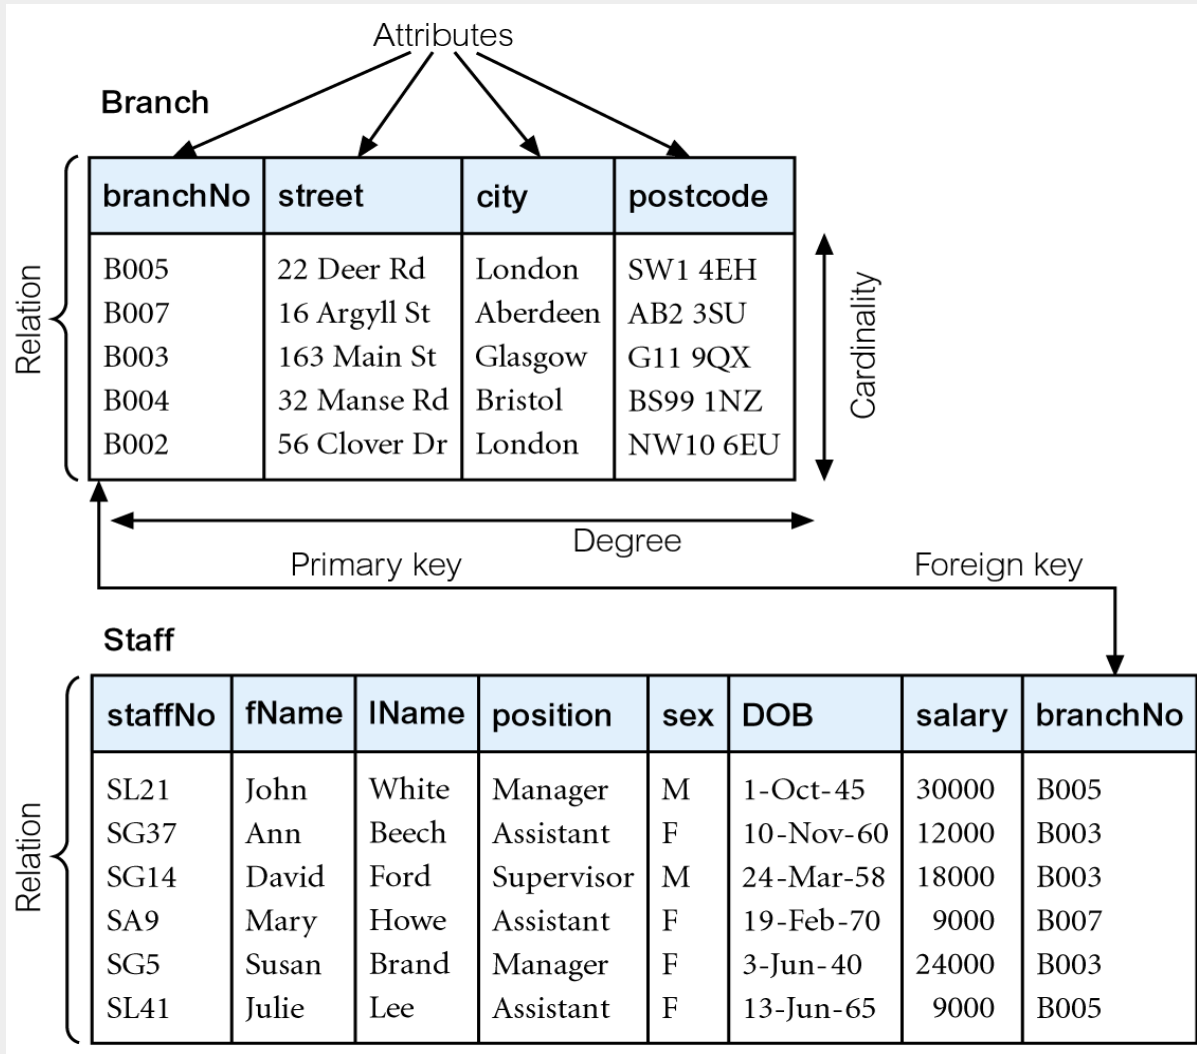 Attributes
Branch
branchNo street city postcode
B005 22 Deer Rd London SW1 4EH
B007 16 Argyll St Aberdeen AB2 3SU
B003 163 Main St Glasgow G11 9QX
B004 32 Manse Rd Bristol BS99 1NZ
B002 56 Clover Dr London NW10 6EU
Relation
Cardinality
Degree
Primary key
Foreign key
Staff
staffNo fName lName position sex DOB salary branchNo
SL21 John White Manager M 1-Oct-45 30000 B005
SG37 Ann Beech Assistant F 10-Nov-60 12000 B003
SG14 David Ford Supervisor M 24-Mar-58 18000 B003
SA9 Mary Howe Assistant F 19-Feb-70 9000 B007
SG5 Susan Brand Manager F 3-Jun-40 24000 B003
SL41 Julie Lee Assistant F 13-Jun-65 9000 B005
Relation